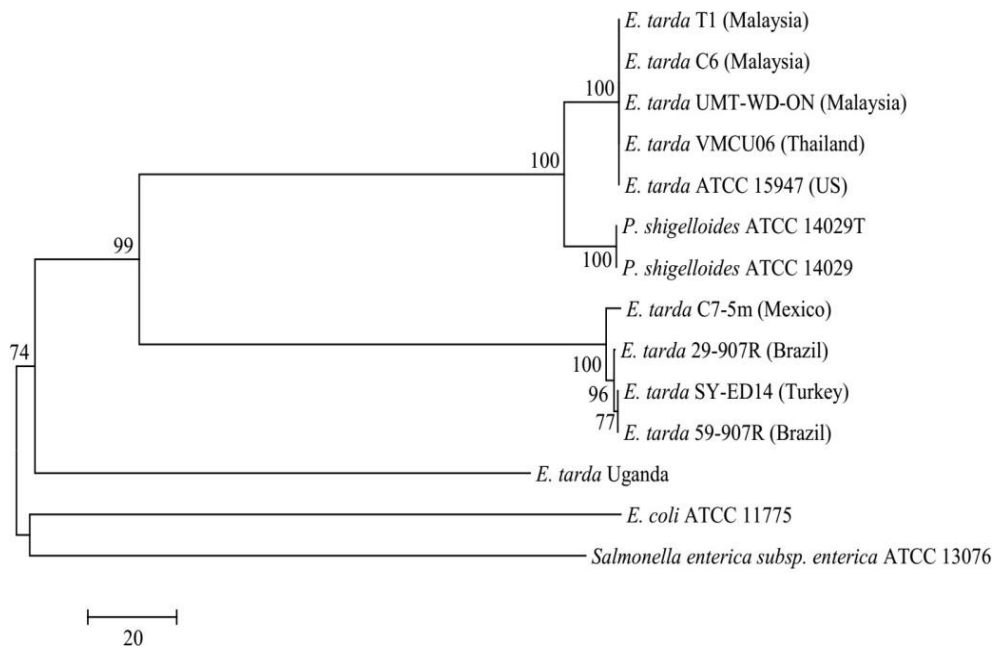 E. tarda T1 (Malaysia)
E. tarda C6 (Malaysia)
100
E. tarda UMT-WD-ON (Malaysia)
E. tarda VMCU06 (Thailand)
100
E. tarda ATCC 15947 (US)
P. shigelloides ATCC 14029T
99
100
P. shigelloides ATCC 14029
E. tarda C7-5m (Mexico)
74
E. tarda 29-907R (Brazil)
100
E. tarda SY-ED14 (Turkey)
96
77
E. tarda 59-907R (Brazil)
E. tarda Uganda
E. coli ATCC 11775
Salmonella enterica subsp. enterica ATCC 13076
20